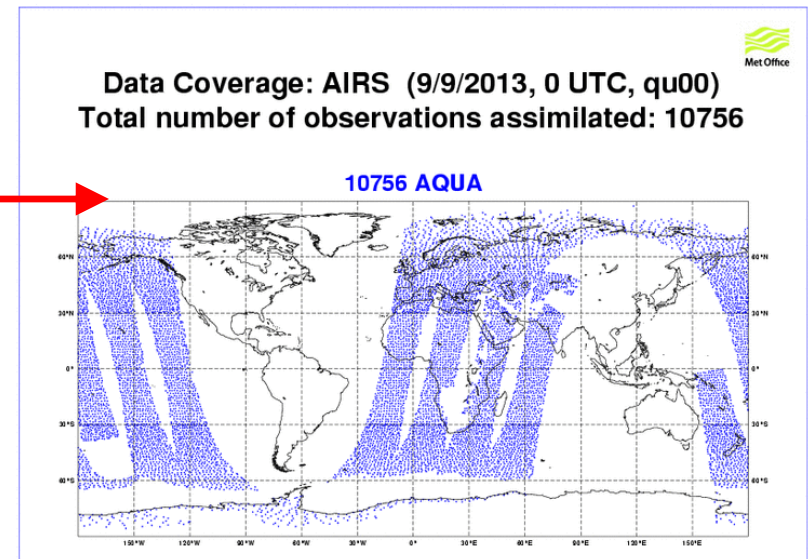 Met Office
Data Coverage: AIRS (9/9/2013, 0 UTC, qu00)
Total number of observations assimilated: 10756
10756 AQUA
60°N 60°N
30°N 30°N
0° 0°
30°S 30°S
60°S 60°S
150°W 120°W 90°W 60°W 30°W 0° 30°E 60°E 90°E 120°E 150°E